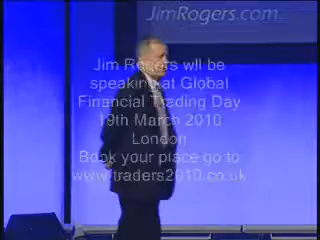 JimRogers.com
Jim Rogers wll be
speaking at Global
Financial Trading Day
19th March 2010
London
Book your place go to
www.traders2010.co.uk